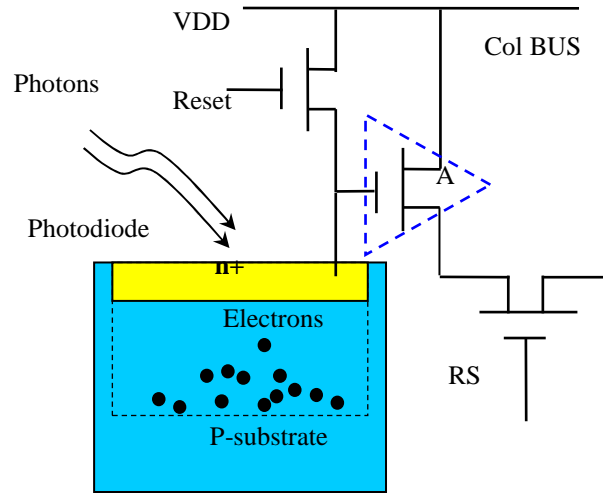 VDD
Col BUS
Photons
Reset
A
Photodiode
n+
Electrons
RS
P-substrate